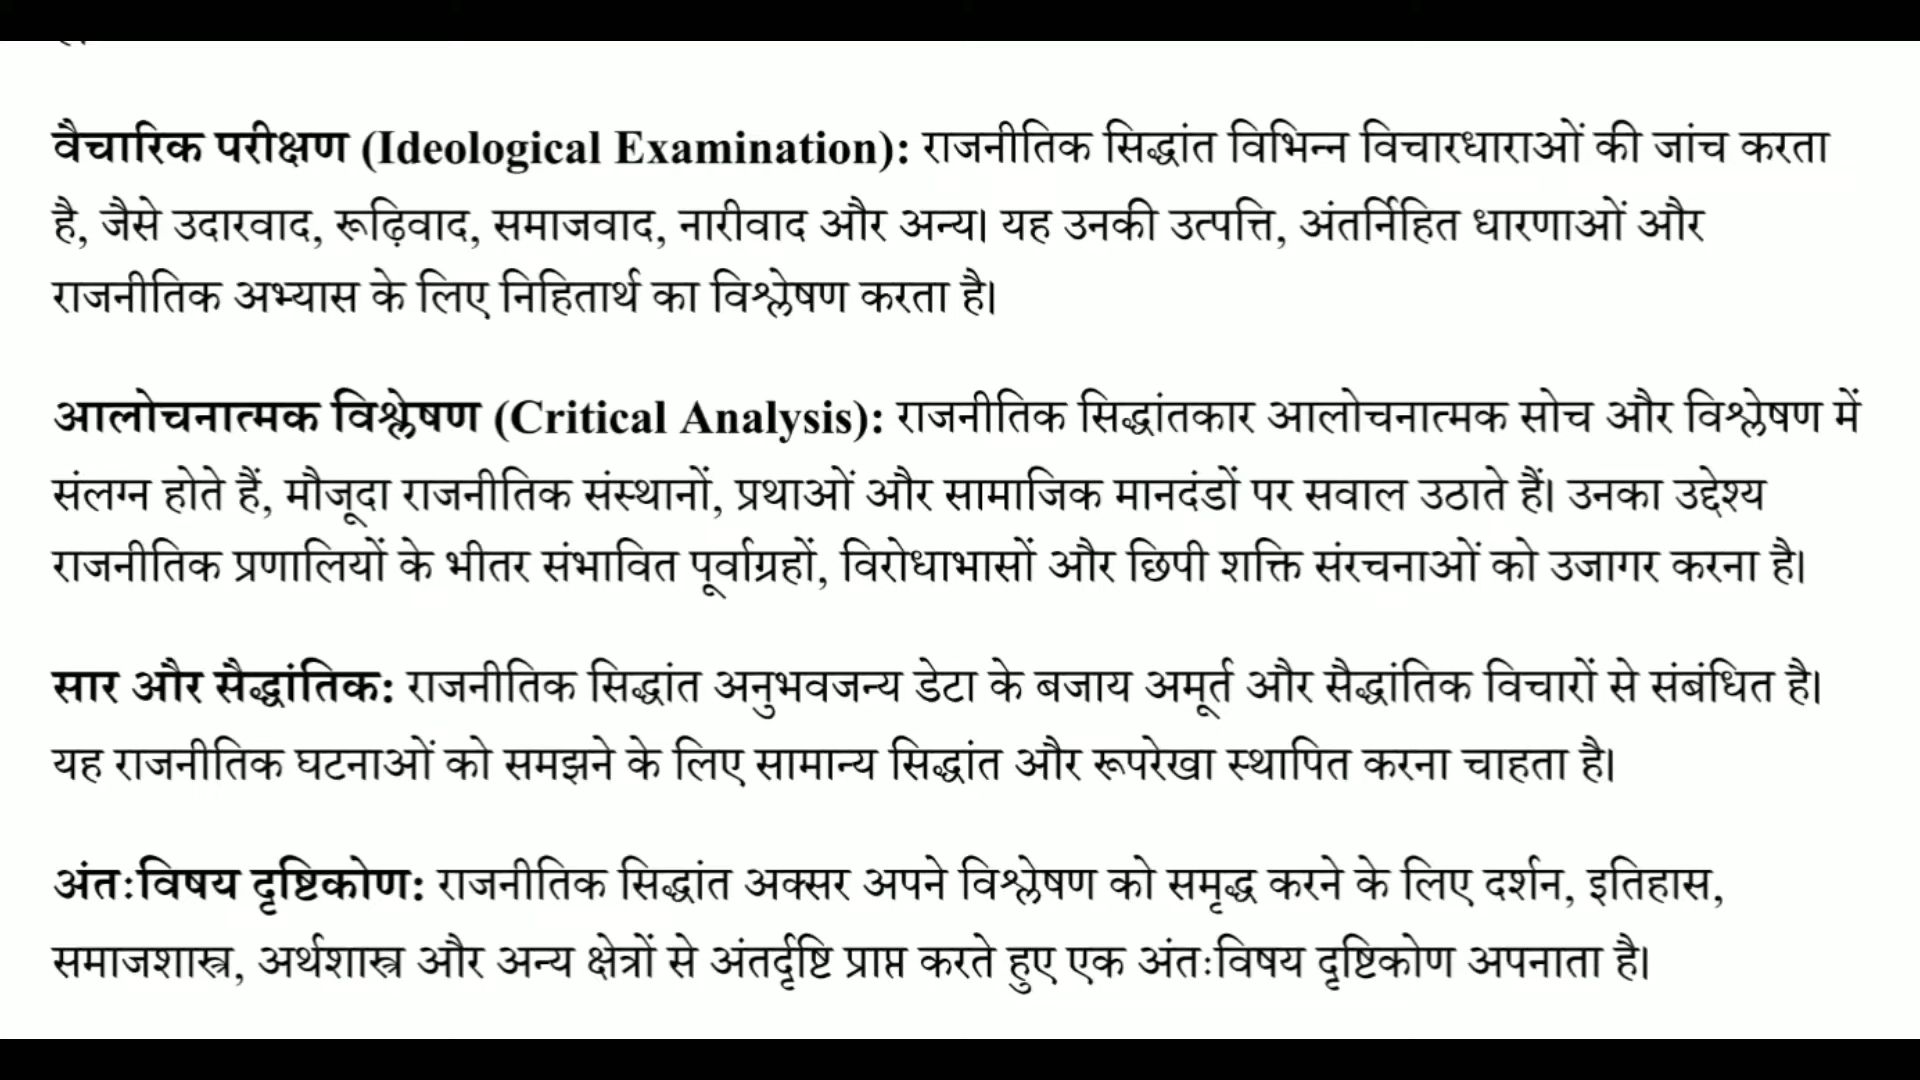 वैचारिक परीक्षण (Ideological Examination): राजनीतिक सिद्धांत विभिन्न विचारधाराओं की जांच करता
है, जैसे उदारवाद, रूढ़िवाद, समाजवाद, नारीवाद और अन्य। यह उनकी उत्पत्ति, अंतर्निहित धारणाओं और
राजनीतिक अभ्यास के लिए निहितार्थ का विश्लेषण करता है।
आलोचनात्मक विश्लेषण (Critical Analysis): राजनीतिक सिद्धांतकार आलोचनात्मक सोच और विश्लेषण में
संलग्न होते हैं, मौजूदा राजनीतिक संस्थानों, प्रथाओं और सामाजिक मानदंडों पर सवाल उठाते हैं। उनका उद्देश्य
राजनीतिक प्रणालियों के भीतर संभावित पूर्वाग्रहों, विरोधाभासों और छिपी शक्ति संरचनाओं को उजागर करना है।
सार और सैद्धांतिक: राजनीतिक सिद्धांत अनुभवजन्य डेटा के बजाय अमूर्त और सैद्धांतिक विचारों से संबंधित है।
यह राजनीतिक घटनाओं को समझने के लिए सामान्य सिद्धांत और रूपरेखा स्थापित करना चाहता है।
अंतःविषय दृष्टिकोण: राजनीतिक सिद्धांत अक्सर अपने विश्लेषण को समृद्ध करने के लिए दर्शन, इतिहास,
समाजशास्त्र, अर्थशास्त्र और अन्य क्षेत्रों से अंतर्दृष्टि प्राप्त करते हुए एक अंतःविषय दृष्टिकोण अपनाता है।